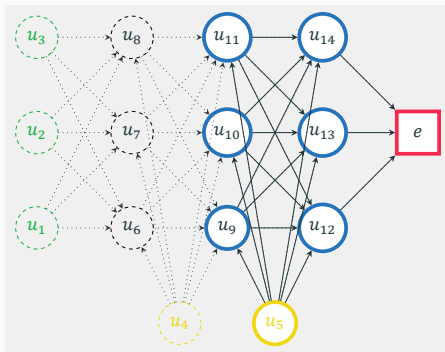 u₃ u₈ u₁₁ u₁₄
u₂ u₇ u₁₀ u₁₃ e
u₁ u₆ u₉ u₁₂
u₄ u₅